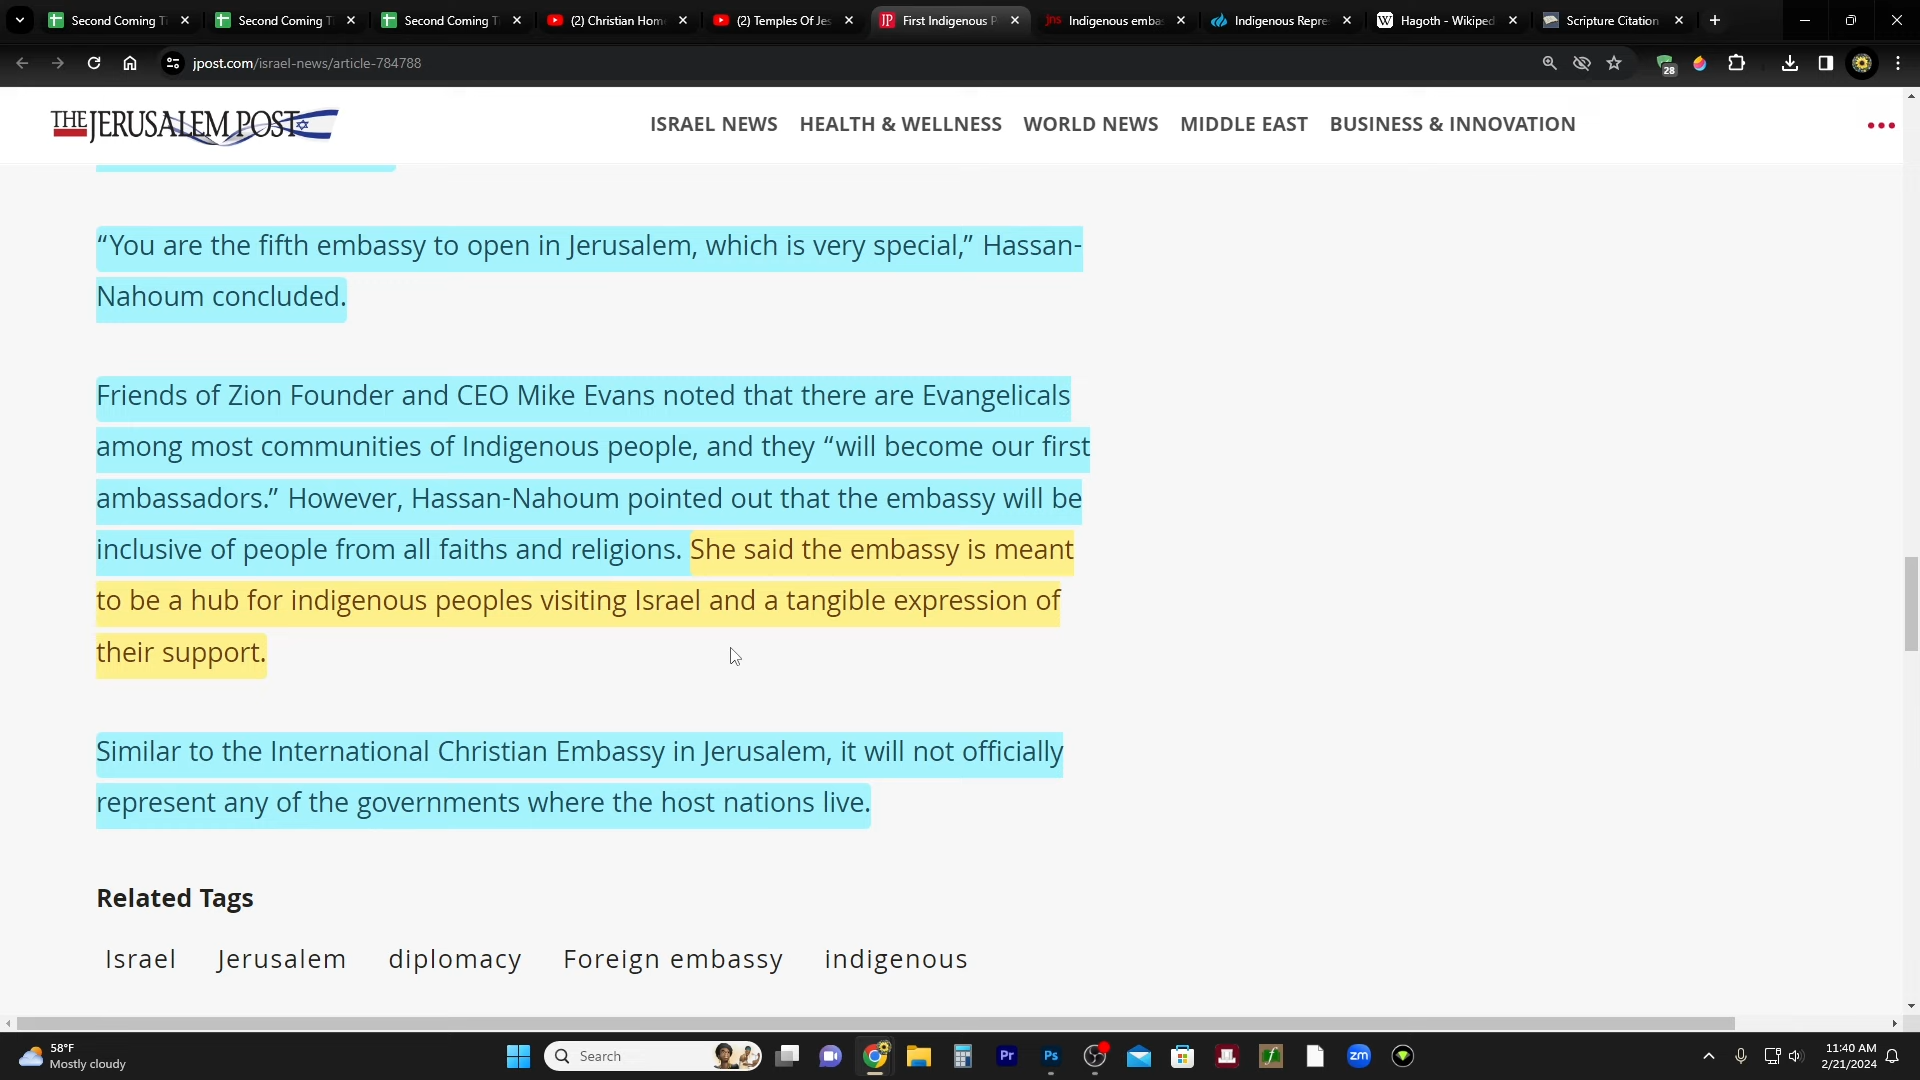 Second Coming T
Second Coming T
Second Coming T
(2) Christian Hom
(2) Temples Of Je
JP First Indigenous P
jns Indigenous emba
Indigenous Repre
W Hagoth - Wikiped
Scripture Citation
jpost.com/israel-news/article-784788
28
THE JERUSALEM POST
ISRAEL NEWS HEALTH & WELLNESS WORLD NEWS MIDDLE EAST BUSINESS & INNOVATION
“You are the fifth embassy to open in Jerusalem, which is very special,” Hassan-
Nahoum concluded.
Friends of Zion Founder and CEO Mike Evans noted that there are Evangelicals
among most communities of Indigenous people, and they “will become our first
ambassadors.” However, Hassan-Nahoum pointed out that the embassy will be
inclusive of people from all faiths and religions. She said the embassy is meant
to be a hub for indigenous peoples visiting Israel and a tangible expression of
their support.
Similar to the International Christian Embassy in Jerusalem, it will not officially
represent any of the governments where the host nations live.
Related Tags
Israel Jerusalem diplomacy Foreign embassy indigenous
58°F
Mostly cloudy
Search
Pr
Ps
zm
11:40 AM
2/21/2024